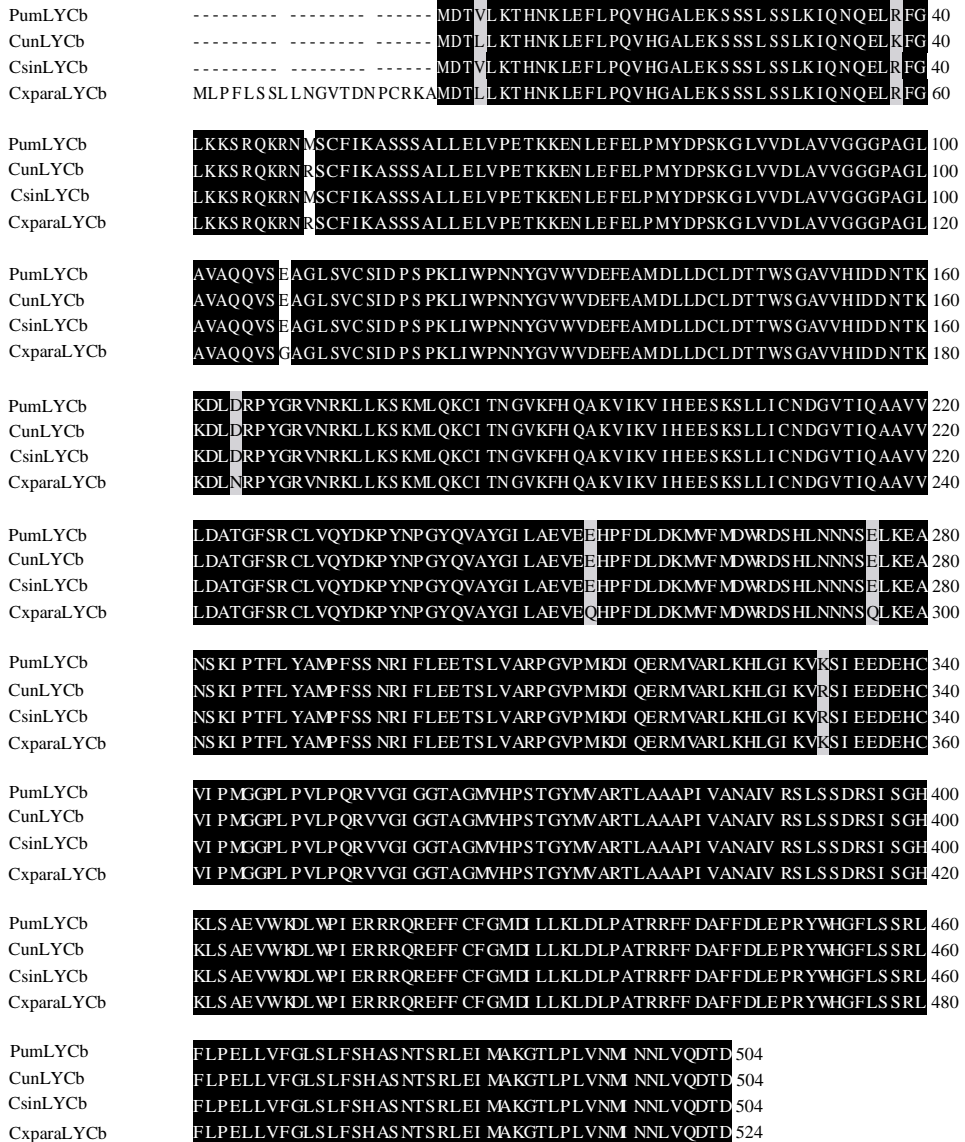 PumLYCb - - - - - - - - - - - - - - - - - - - - MDTVLKTHNKLEFLPQVHGALEKSSSLSSLKIQNQELRFG 40
CunLYCb - - - - - - - - - - - - - - - - - - - - MDTLLKTHNKLEFLPQVHGALEKSSSLSSLKIQNQELKFG 40
CsinLYCb - - - - - - - - - - - - - - - - - - - - MDTVLKTHNKLEFLPQVHGALEKSSSLSSLKIQNQELRFG 40
CxparaLYCb MLPFLSSLLNGVTDNPCRKAMDTLLKTHNKLEFLPQVHGALEKSSSLSSLKIQNQELRFG 60
PumLYCb LKKSRQKRNMSCFIKASSSALLELVPETKKENLEFELPMYDPSKGLVVDLAVVGGGPAGL 100
CunLYCb LKKSRQKRNRSCFIKASSSALLELVPETKKENLEFELPMYDPSKGLVVDLAVVGGGPAGL 100
CsinLYCb LKKSRQKRNMSCFIKASSSALLELVPETKKENLEFELPMYDPSKGLVVDLAVVGGGPAGL 100
CxparaLYCb LKKSRQKRNRSCFIKASSSALLELVPETKKENLEFELPMYDPSKGLVVDLAVVGGGPAGL 120
PumLYCb AVAQQVSEAGLSVCSIDPSPKLIWPNNYGVWVDEFEAMDLLDCLDTTWSGAVVHIDDNTK 160
CunLYCb AVAQQVSEAGLSVCSIDPSPKLIWPNNYGVWVDEFEAMDLLDCLDTTWSGAVVHIDDNTK 160
CsinLYCb AVAQQVSEAGLSVCSIDPSPKLIWPNNYGVWVDEFEAMDLLDCLDTTWSGAVVHIDDNTK 160
CxparaLYCb AVAQQVSGAGLSVCSIDPSPKLIWPNNYGVWVDEFEAMDLLDCLDTTWSGAVVHIDDNTK 180
PumLYCb KDLDRPYGRVNRKLLKSKMLQKCITNGVKFHQAKVIKVIHEESKSLLICNDGVTIQAAVV 220
CunLYCb KDLDRPYGRVNRKLLKSKMLQKCITNGVKFHQAKVIKVIHEESKSLLICNDGVTIQAAVV 220
CsinLYCb KDLDRPYGRVNRKLLKSKMLQKCITNGVKFHQAKVIKVIHEESKSLLICNDGVTIQAAVV 220
CxparaLYCb KDLNRPYGRVNRKLLKSKMLQKCITNGVKFHQAKVIKVIHEESKSLLICNDGVTIQAAVV 240
PumLYCb LDATGFSRCLVQYDKPYNPGYQVAYGILAEVEEHPFDLDKMVFMDWRDSHLNNNSELKEA 280
CunLYCb LDATGFSRCLVQYDKPYNPGYQVAYGILAEVEEHPFDLDKMVFMDWRDSHLNNNSELKEA 280
CsinLYCb LDATGFSRCLVQYDKPYNPGYQVAYGILAEVEEHPFDLDKMVFMDWRDSHLNNNSELKEA 280
CxparaLYCb LDATGFSRCLVQYDKPYNPGYQVAYGILAEVEQHPFDLDKMVFMDWRDSHLNNNSQLKEA 300
PumLYCb NSKIPTFLYAMPFSSNRIFLEETSLVARPGVPMKDIQERMVARLKHLGIKVKSIEEDEHC 340
CunLYCb NSKIPTFLYAMPFSSNRIFLEETSLVARPGVPMKDIQERMVARLKHLGIKVRSIEEDEHC 340
CsinLYCb NSKIPTFLYAMPFSSNRIFLEETSLVARPGVPMKDIQERMVARLKHLGIKVRSIEEDEHC 340
CxparaLYCb NSKIPTFLYAMPFSSNRIFLEETSLVARPGVPMKDIQERMVARLKHLGIKVKSIEEDEHC 360
PumLYCb VIPMGGPLPVLPQRVVGIGGTAGMVHPSTGYMVARTLAAAPIVANAIVRSLSSDRSISGH 400
CunLYCb VIPMGGPLPVLPQRVVGIGGTAGMVHPSTGYMVARTLAAAPIVANAIVRSLSSDRSISGH 400
CsinLYCb VIPMGGPLPVLPQRVVGIGGTAGMVHPSTGYMVARTLAAAPIVANAIVRSLSSDRSISGH 400
CxparaLYCb VIPMGGPLPVLPQRVVGIGGTAGMVHPSTGYMVARTLAAAPIVANAIVRSLSSDRSISGH 420
PumLYCb KLSAEVWKDLWPIERRRQREFFCFGMDILLKLDLPATRRFFDAFFDLEPRYWHGFLSSRL 460
CunLYCb KLSAEVWKDLWPIERRRQREFFCFGMDILLKLDLPATRRFFDAFFDLEPRYWHGFLSSRL 460
CsinLYCb KLSAEVWKDLWPIERRRQREFFCFGMDILLKLDLPATRRFFDAFFDLEPRYWHGFLSSRL 460
CxparaLYCb KLSAEVWKDLWPIERRRQREFFCFGMDILLKLDLPATRRFFDAFFDLEPRYWHGFLSSRL 480
PumLYCb FLPELLVFGLSLFSHASNTSRLEIMAKGTLPLVNMINNLVQDTD 504
CunLYCb FLPELLVFGLSLFSHASNTSRLEIMAKGTLPLVNMINNLVQDTD 504
CsinLYCb FLPELLVFGLSLFSHASNTSRLEIMAKGTLPLVNMINNLVQDTD 504
CxparaLYCb FLPELLVFGLSLFSHASNTSRLEIMAKGTLPLVNMINNLVQDTD 524